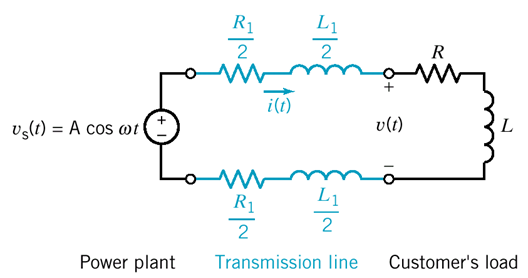 R₁/2 L₁/2
R
+
i(t)
vₛ(t) = A cos ωt
+
−
v(t)
L
−
R₁/2 L₁/2
Power plant Transmission line Customer's load